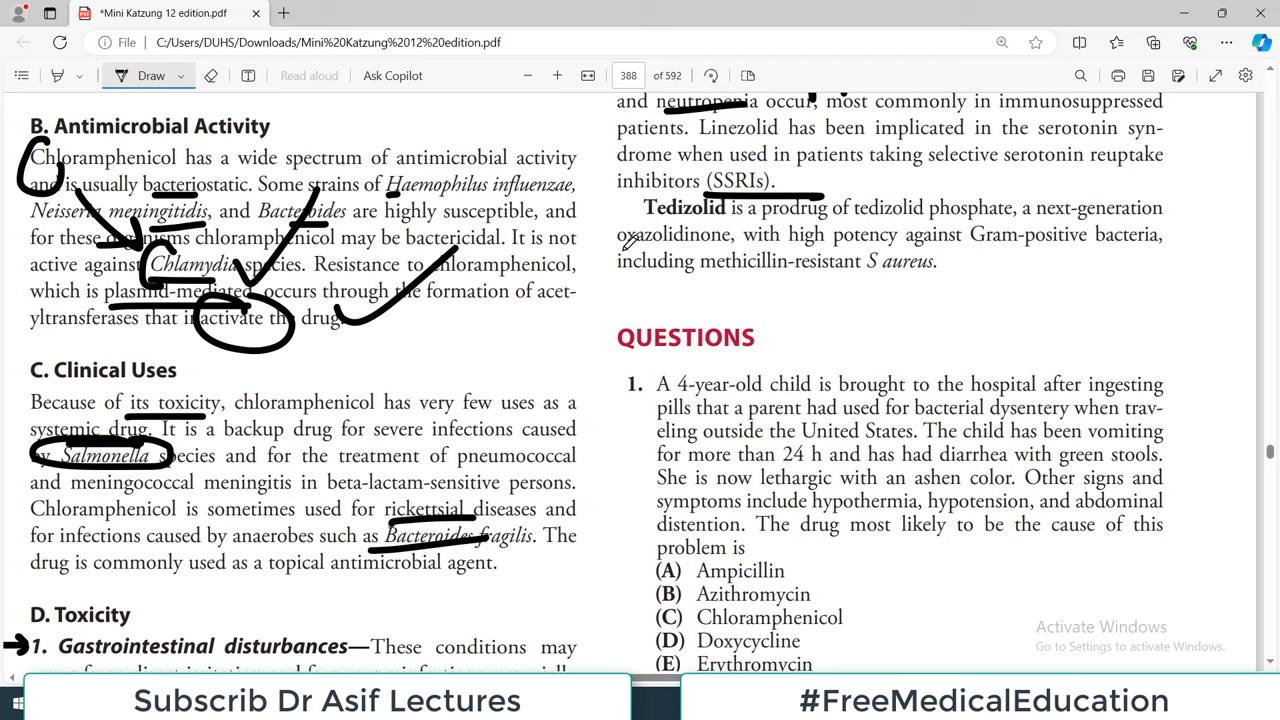 *Mini Katzung 12 edition.pdf
File
C:/Users/DUHS/Downloads/Mini%20Katzung%2012%20edition.pdf
Draw
Read aloud
Ask Copilot
388
of 592
B. Antimicrobial Activity
Chloramphenicol has a wide spectrum of antimicrobial activity
and is usually bacteriostatic. Some strains of Haemophilus influenzae,
Neisseria meningitidis, and Bacteroides are highly susceptible, and
for these organisms chloramphenicol may be bactericidal. It is not
active against Chlamydia species. Resistance to chloramphenicol,
which is plasmid-mediated, occurs through the formation of acet-
yltransferases that inactivate the drug.
C. Clinical Uses
Because of its toxicity, chloramphenicol has very few uses as a
systemic drug. It is a backup drug for severe infections caused
by Salmonella species and for the treatment of pneumococcal
and meningococcal meningitis in beta-lactam-sensitive persons.
Chloramphenicol is sometimes used for rickettsial diseases and
for infections caused by anaerobes such as Bacteroides fragilis. The
drug is commonly used as a topical antimicrobial agent.
D. Toxicity
1. Gastrointestinal disturbances—These conditions may
and neutropenia occur, most commonly in immunosuppressed
patients. Linezolid has been implicated in the serotonin syn-
drome when used in patients taking selective serotonin reuptake
inhibitors (SSRIs).
Tedizolid is a prodrug of tedizolid phosphate, a next-generation
oxazolidinone, with high potency against Gram-positive bacteria,
including methicillin-resistant S aureus.
QUESTIONS
1. A 4-year-old child is brought to the hospital after ingesting
pills that a parent had used for bacterial dysentery when trav-
eling outside the United States. The child has been vomiting
for more than 24 h and has had diarrhea with green stools.
She is now lethargic with an ashen color. Other signs and
symptoms include hypothermia, hypotension, and abdominal
distention. The drug most likely to be the cause of this
problem is
(A) Ampicillin
(B) Azithromycin
(C) Chloramphenicol
(D) Doxycycline
(E) Erythromycin
Activate Windows
Go to Settings to activate Windows.
Subscrib Dr Asif Lectures
#FreeMedicalEducation